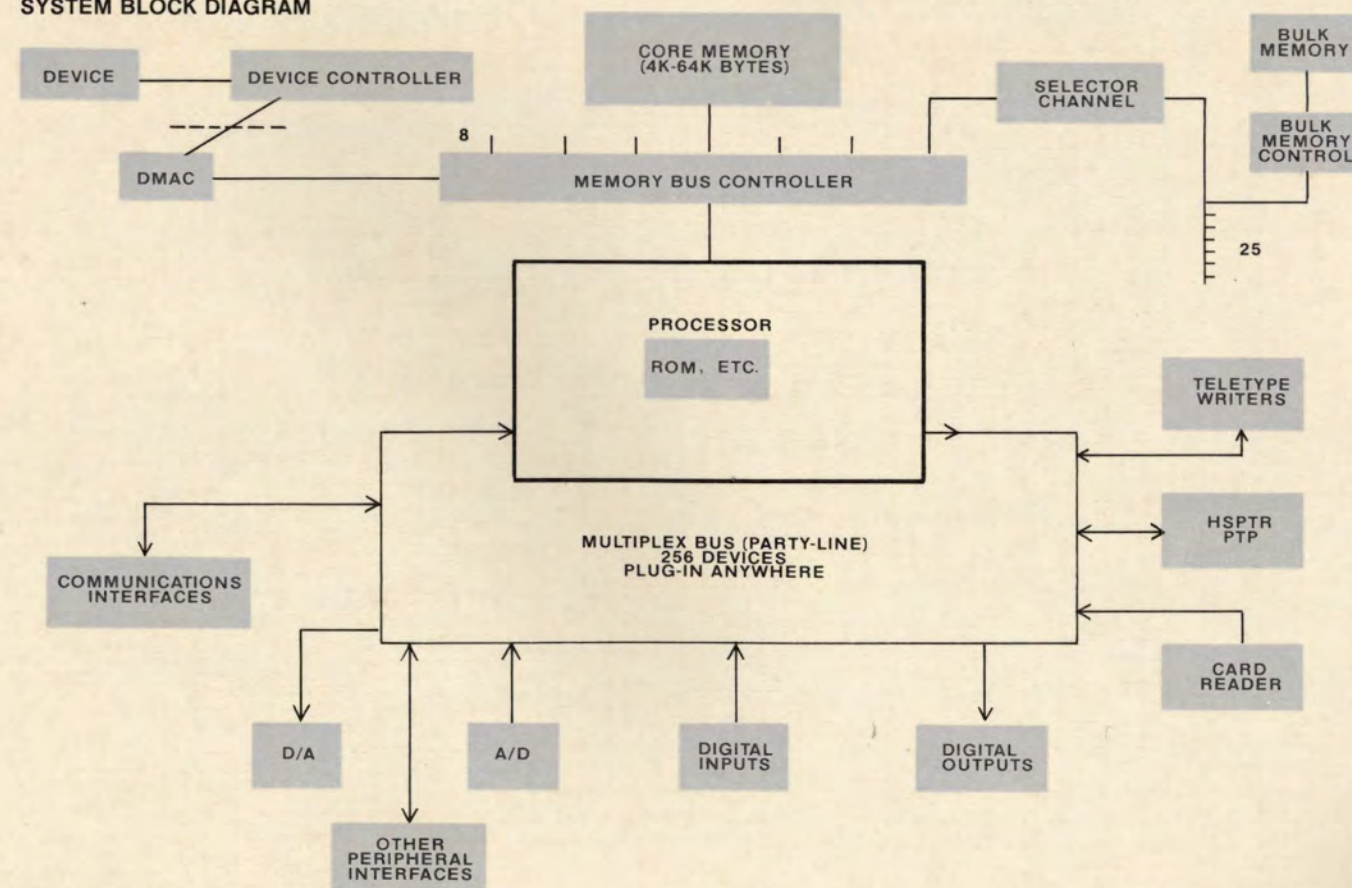 SYSTEM BLOCK DIAGRAM
DEVICE
DEVICE CONTROLLER
CORE MEMORY
(4K-64K BYTES)
SELECTOR
CHANNEL
BULK
MEMORY
BULK
MEMORY
CONTROL
8
DMAC
MEMORY BUS CONTROLLER
25
PROCESSOR
ROM, ETC.
TELETYPE
WRITERS
HSPTR
PTP
MULTIPLEX BUS (PARTY-LINE)
256 DEVICES
PLUG-IN ANYWHERE
COMMUNICATIONS
INTERFACES
CARD
READER
D/A
A/D
DIGITAL
INPUTS
DIGITAL
OUTPUTS
OTHER
PERIPHERAL
INTERFACES